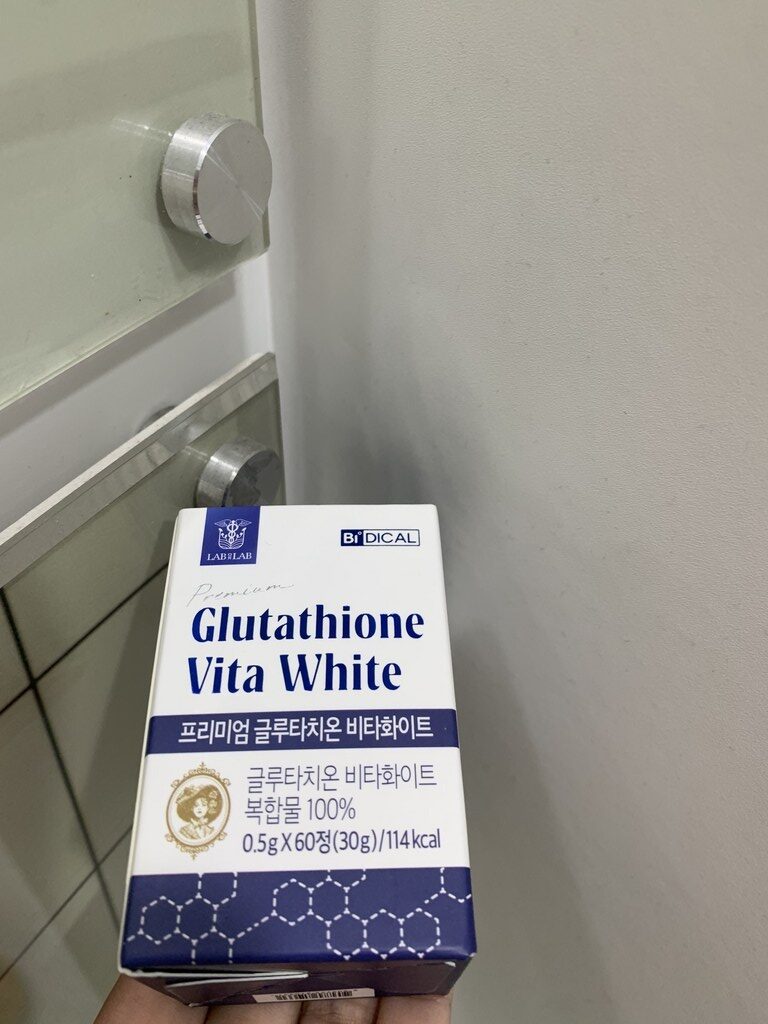 LAB LAB
Bi DICAL
Premium
Glutathione
Vita White
프리미엄 글루타치온 비타화이트
글루타치온 비타화이트
복합물 100%
0.5g X 60정(30g)/114kcal